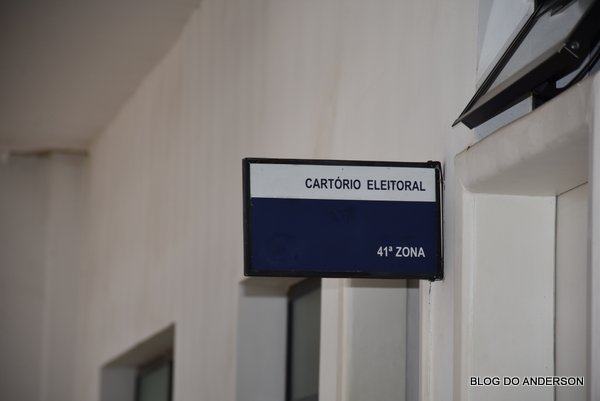 CARTÓRIO ELEITORAL
41ª ZONA
BLOG DO ANDERSON